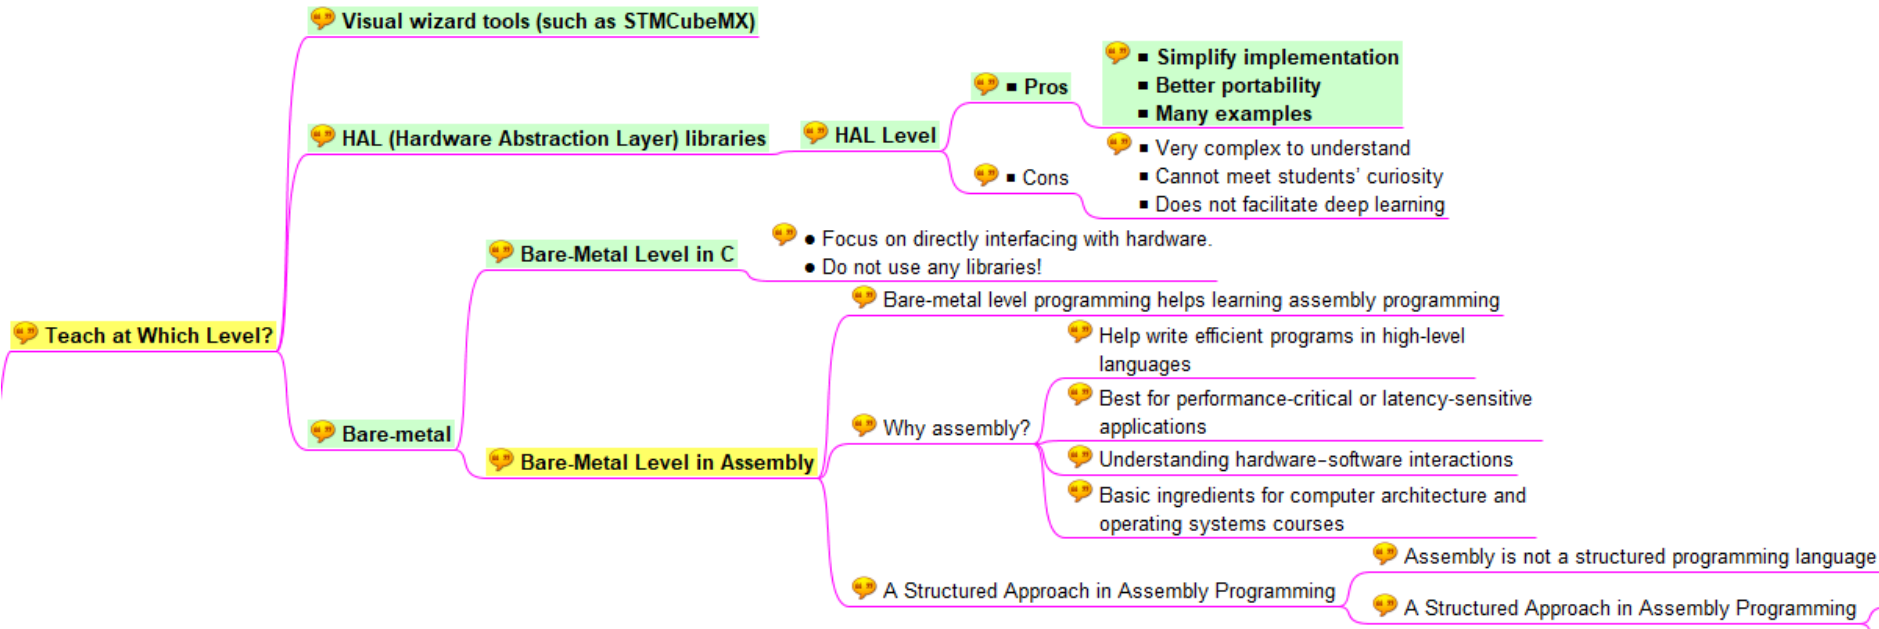 Visual wizard tools (such as STMCubeMX)
■ Simplify implementation
■ Better portability
■ Many examples
■ Pros
HAL (Hardware Abstraction Layer) libraries
HAL Level
■ Very complex to understand
■ Cannot meet students’ curiosity
■ Does not facilitate deep learning
■ Cons
Bare-Metal Level in C
● Focus on directly interfacing with hardware.
● Do not use any libraries!
Bare-metal level programming helps learning assembly programming
Teach at Which Level?
Help write efficient programs in high-level
languages
Best for performance-critical or latency-sensitive
applications
Why assembly?
Bare-metal
Bare-Metal Level in Assembly
Understanding hardware–software interactions
Basic ingredients for computer architecture and
operating systems courses
Assembly is not a structured programming language
A Structured Approach in Assembly Programming
A Structured Approach in Assembly Programming